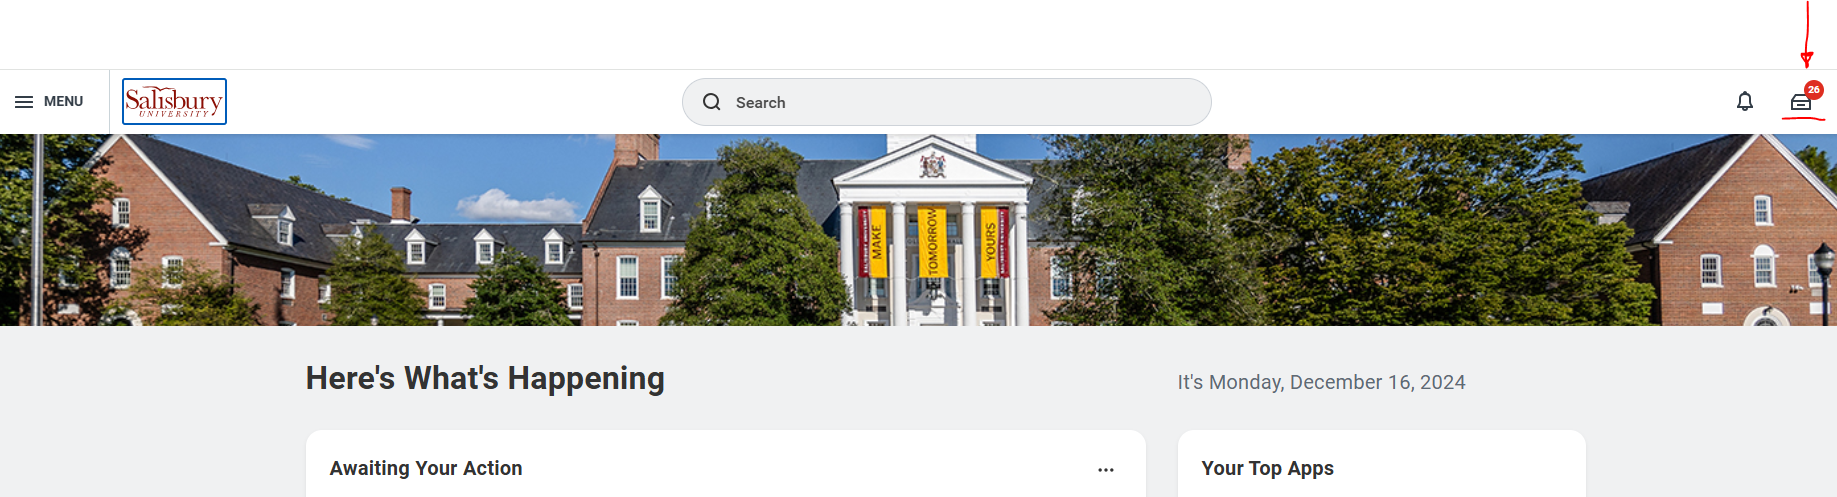 MENU
Salisbury
UNIVERSITY
Search
26
MAKE
TOMORROW
YOURS
Here's What's Happening
It's Monday, December 16, 2024
Awaiting Your Action
Your Top Apps